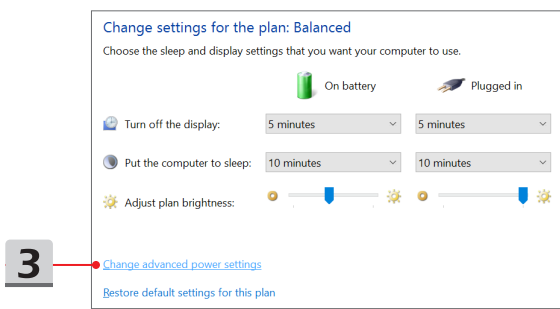 Change settings for the plan: Balanced
Choose the sleep and display settings that you want your computer to use.
On battery Plugged in
Turn off the display: 5 minutes 5 minutes
Put the computer to sleep: 10 minutes 10 minutes
Adjust plan brightness:
3 Change advanced power settings
Restore default settings for this plan